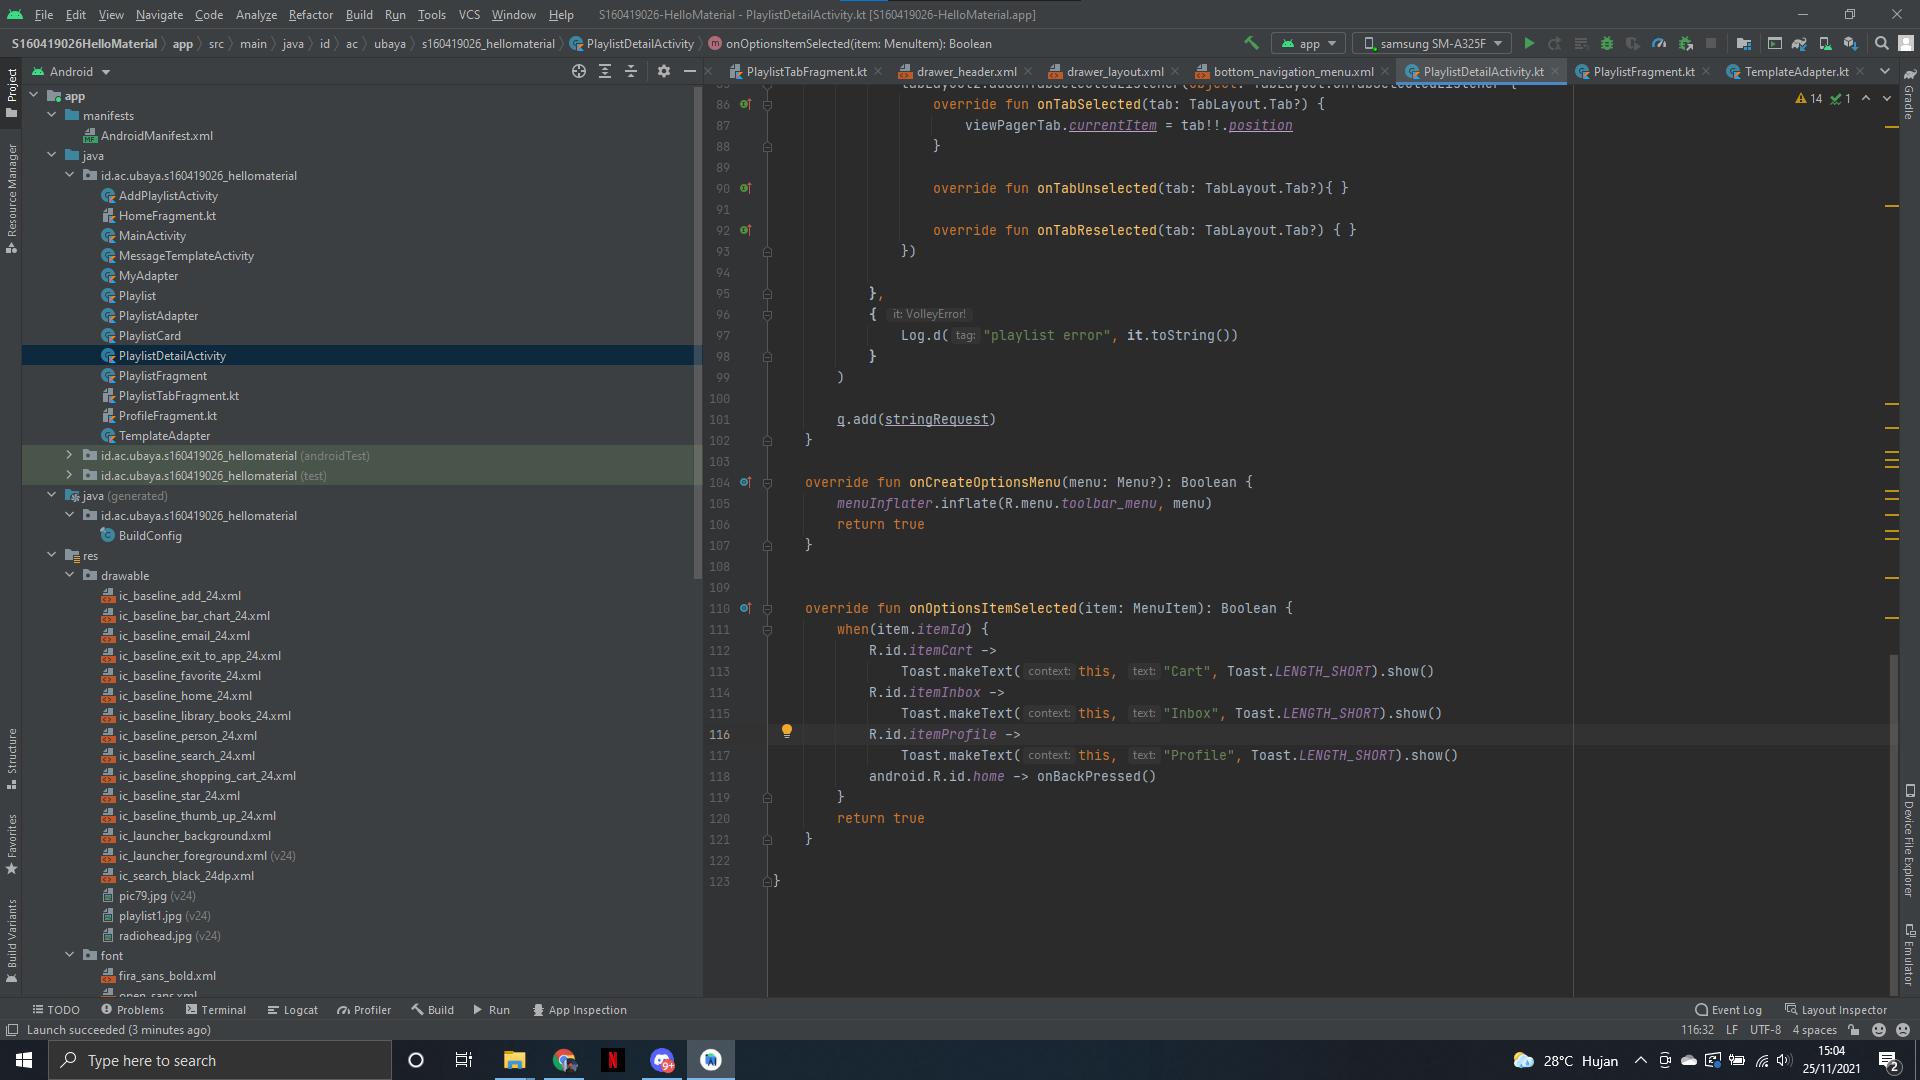 File Edit View Navigate Code Analyze Refactor Build Run Tools VCS Window Help S160419026-HelloMaterial - PlaylistDetailActivity.kt [S160419026-HelloMaterial.app]
S160419026HelloMaterial app src main java id ac ubaya s160419026_hellomaterial PlaylistDetailActivity onOptionsItemSelected(item: MenuItem): Boolean app samsung SM-A325F
Android PlaylistTabFragment.kt drawer_header.xml drawer_layout.xml bottom_navigation_menu.xml PlaylistDetailActivity.kt PlaylistFragment.kt TemplateAdapter.kt
Project
Resource Manager
Structure
Favorites
Build Variants
app
manifests
AndroidManifest.xml
java
id.ac.ubaya.s160419026_hellomaterial
AddPlaylistActivity
HomeFragment.kt
MainActivity
MessageTemplateActivity
MyAdapter
Playlist
PlaylistAdapter
PlaylistCard
PlaylistDetailActivity
PlaylistFragment
PlaylistTabFragment.kt
ProfileFragment.kt
TemplateAdapter
id.ac.ubaya.s160419026_hellomaterial (androidTest)
id.ac.ubaya.s160419026_hellomaterial (test)
java (generated)
id.ac.ubaya.s160419026_hellomaterial
BuildConfig
res
drawable
ic_baseline_add_24.xml
ic_baseline_bar_chart_24.xml
ic_baseline_email_24.xml
ic_baseline_exit_to_app_24.xml
ic_baseline_favorite_24.xml
ic_baseline_home_24.xml
ic_baseline_library_books_24.xml
ic_baseline_person_24.xml
ic_baseline_search_24.xml
ic_baseline_shopping_cart_24.xml
ic_baseline_star_24.xml
ic_baseline_thumb_up_24.xml
ic_launcher_background.xml
ic_launcher_foreground.xml (v24)
ic_search_black_24dp.xml
pic79.jpg (v24)
playlist1.jpg (v24)
radiohead.jpg (v24)
font
fira_sans_bold.xml
open_sans.xml
14 1
86 override fun onTabSelected(tab: TabLayout.Tab?) {
87 viewPagerTab.currentItem = tab!!.position
88 }
89
90 override fun onTabUnselected(tab: TabLayout.Tab?){ }
91
92 override fun onTabReselected(tab: TabLayout.Tab?) { }
93 })
94
95 },
96 { it: VolleyError!
97 Log.d( tag: "playlist error", it.toString())
98 }
99 )
100
101 q.add(stringRequest)
102 }
103
104 override fun onCreateOptionsMenu(menu: Menu?): Boolean {
105 menuInflater.inflate(R.menu.toolbar_menu, menu)
106 return true
107 }
108
109
110 override fun onOptionsItemSelected(item: MenuItem): Boolean {
111 when(item.itemId) {
112 R.id.itemCart ->
113 Toast.makeText( context: this, text: "Cart", Toast.LENGTH_SHORT).show()
114 R.id.itemInbox ->
115 Toast.makeText( context: this, text: "Inbox", Toast.LENGTH_SHORT).show()
116 R.id.itemProfile ->
117 Toast.makeText( context: this, text: "Profile", Toast.LENGTH_SHORT).show()
118 android.R.id.home -> onBackPressed()
119 }
120 return true
121 }
122
123 }
Gradle
Device File Explorer
Emulator
TODO Problems Terminal Logcat Profiler Build Run App Inspection Event Log Layout Inspector
Launch succeeded (3 minutes ago) 116:32 LF UTF-8 4 spaces
Type here to search 9+ 28°C Hujan 15:04
25/11/2021 2